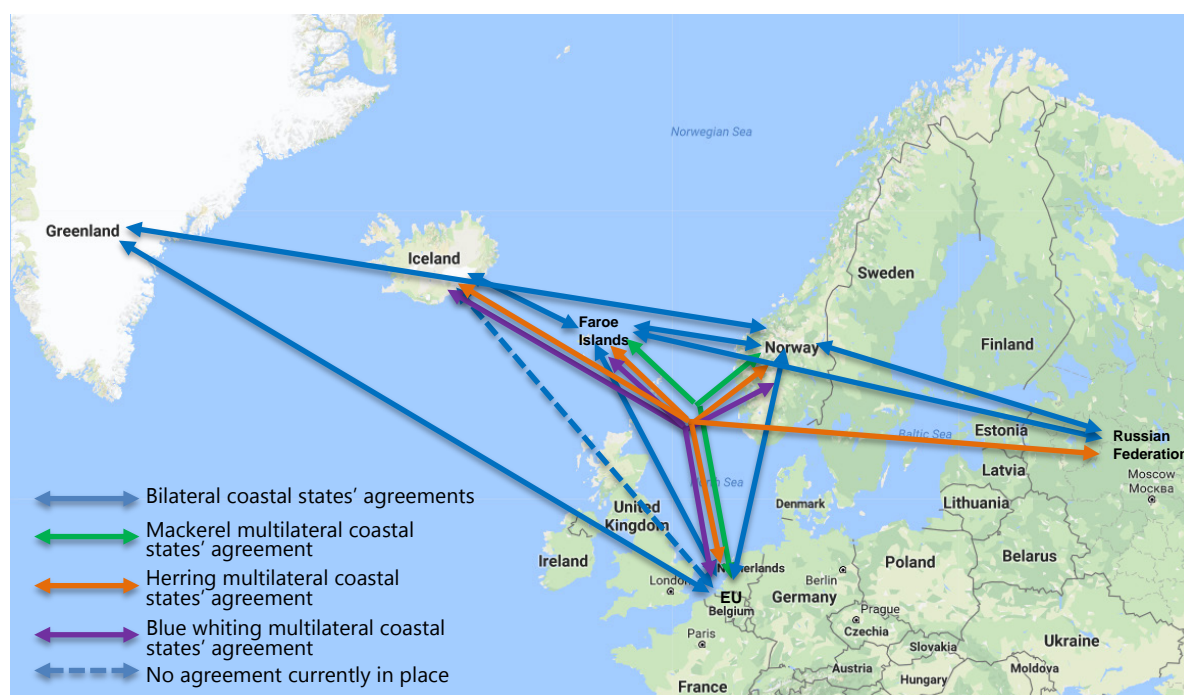 Norwegian Sea
Greenland
Iceland
Sweden
Faroe
Islands
Norway
Finland
Baltic Sea
Estonia
Russian
Federation
Latvia
Moscow
Москва
North Sea
Denmark
Lithuania
United
Kingdom
Ireland
Belarus
Netherlands
Poland
London
Berlin
EU
Germany
Belgium
Prague
Paris
Czechia
Ukraine
Slovakia
Austria
Moldova
Hungary
France
Bilateral coastal states’ agreements
Mackerel multilateral coastal
states’ agreement
Herring multilateral coastal
states’ agreement
Blue whiting multilateral coastal
states’ agreement
No agreement currently in place